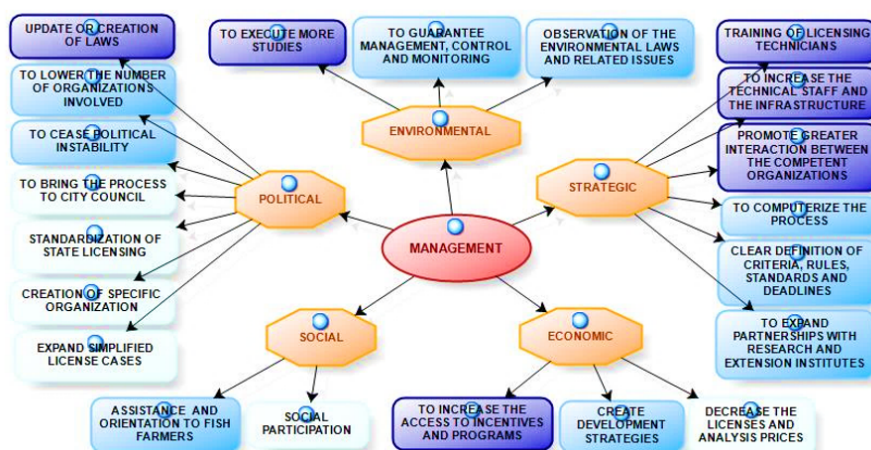 UPDATE OR CREATION
OF LAWS
TO LOWER THE NUMBER
OF ORGANIZATIONS
INVOLVED
TO CEASE POLITICAL
INSTABILITY
TO BRING THE PROCESS
TO CITY COUNCIL
STANDARDIZATION OF
STATE LICENSING
CREATION OF SPECIFIC
ORGANIZATION
EXPAND SIMPLIFIED
LICENSE CASES
POLITICAL
TO EXECUTE MORE
STUDIES
TO GUARANTEE
MANAGEMENT, CONTROL
AND MONITORING
OBSERVATION OF THE
ENVIRONMENTAL LAWS
AND RELATED ISSUES
ENVIRONMENTAL
TRAINING OF LICENSING
TECHNICIANS
TO INCREASE THE
TECHNICAL STAFF AND
THE INFRASTRUCTURE
PROMOTE GREATER
INTERACTION BETWEEN
THE COMPETENT
ORGANIZATIONS
TO COMPUTERIZE THE
PROCESS
CLEAR DEFINITION OF
CRITERIA, RULES,
STANDARDS AND
DEADLINES
TO EXPAND
PARTNERSHIPS WITH
RESEARCH AND
EXTENSION INSTITUTES
STRATEGIC
MANAGEMENT
SOCIAL
ECONOMIC
ASSISTANCE AND
ORIENTATION TO FISH
FARMERS
SOCIAL
PARTICIPATION
TO INCREASE THE
ACCESS TO INCENTIVES
AND PROGRAMS
CREATE
DEVELOPMENT
STRATEGIES
DECREASE THE
LICENSES AND
ANALYSIS PRICES